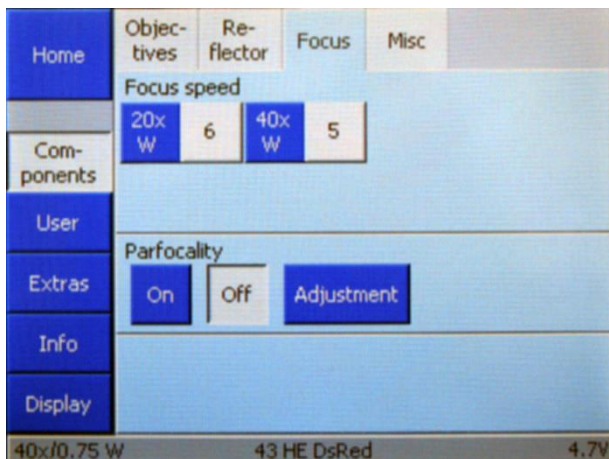 Home
Objec-
tives
Re-
flector
Focus
Misc
Focus speed
20x
W
6
40x
W
5
Com-
ponents
User
Parfocality
On
Off
Adjustment
Extras
Info
Display
40x/0.75 W
43 HE DsRed
4.7V